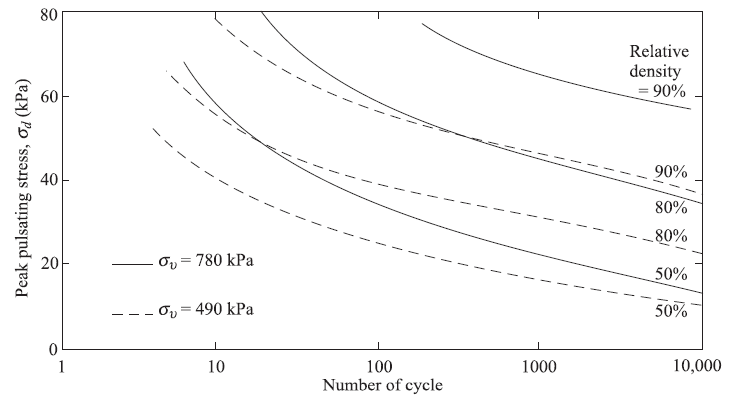 80
60
40
20
0
Peak pulsating stress, σd (kPa)
Relative
density
= 90%
90%
80%
80%
50%
50%
σv = 780 kPa
σv = 490 kPa
1
10
100
1000
10,000
Number of cycle